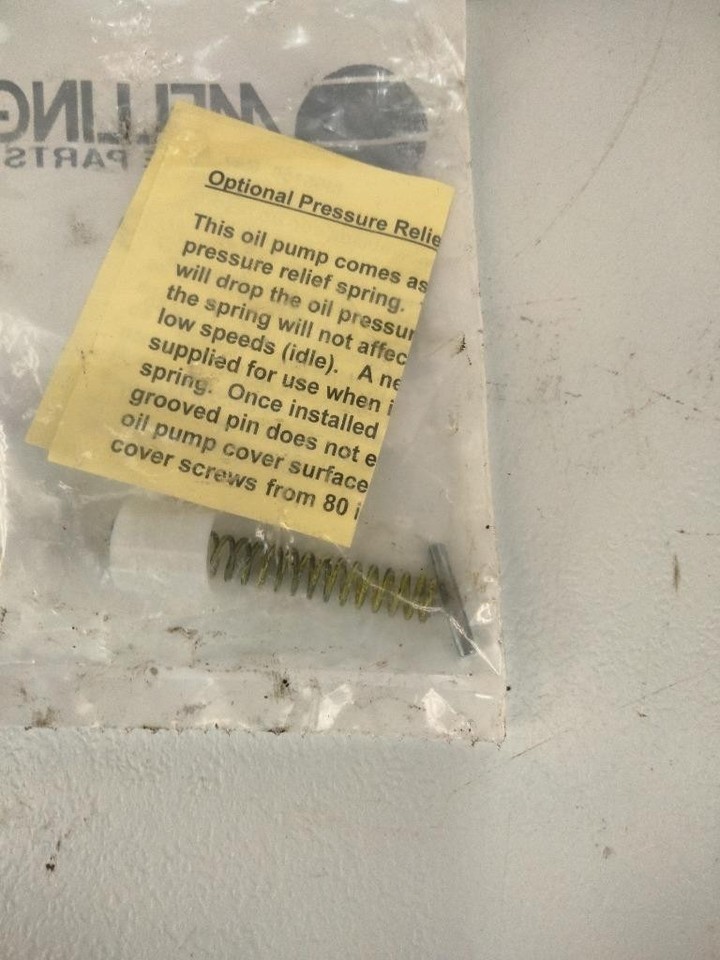 MELLING
E PARTS
Optional Pressure Relie
This oil pump comes as
pressure relief spring.
will drop the oil pressur
the spring will not affec
low speeds (idle). A ne
supplied for use when i
spring. Once installed
grooved pin does not e
oil pump cover surface
cover screws from 80 i